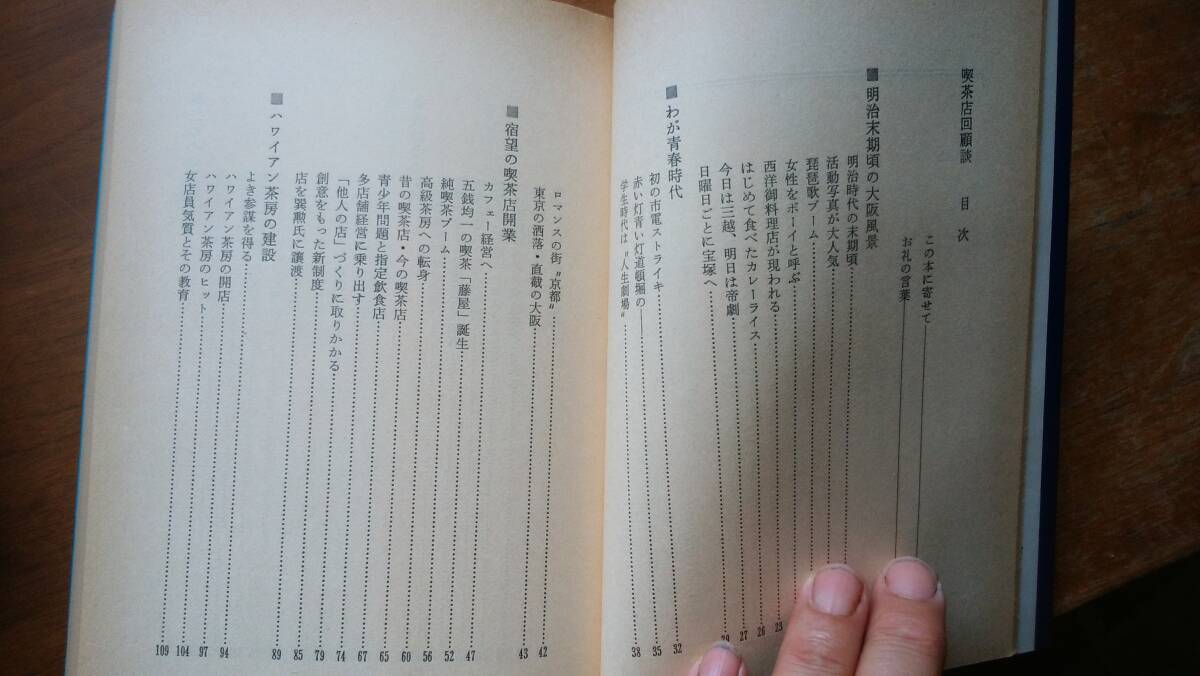 喫茶店回顧談 目次
この本に寄せて
お礼の言葉
■明治末期頃の大阪風景
明治時代の末期頃
活動写真が大人気
琵琶歌ブーム
女性をボーイと呼ぶ
西洋御料理店が現われる 23
はじめて食べたカレーライス 26
今日は三越、明日は帝劇 27
日曜日ごとに宝塚へ
■わが青春時代
初の市電ストライキ 32
赤い灯青い灯道頓堀の 35
学生時代は〝人生劇場〟 38
ロマンスの街〝京都〟 42
東京の洒落・直截の大阪 43
■宿望の喫茶店開業
カフェー経営へ 47
五銭均一の喫茶「藤屋」誕生 52
純喫茶ブーム 56
高級茶房への転身 60
昔の喫茶店・今の喫茶店 65
青少年問題と指定飲食店 67
多店舗経営に乗り出す 74
「他人の店」づくりに取りかかる 79
創意をもった新制度 85
店を巽勲氏に譲渡 89
■ハワイアン茶房の建設
よき参謀を得る 94
ハワイアン茶房の開店 97
ハワイアン茶房のヒット 104
女店員気質とその教育 109